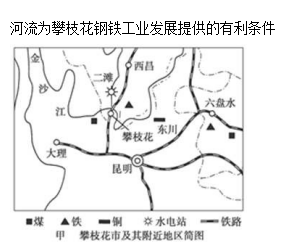 河流为攀枝花钢铁工业发展提供的有利条件
西昌
二滩
金
沙
江
六盘水
攀枝花
东川
大理
昆明
■煤 ▲铁 ▬铜 ☼水电站 铁路
甲 攀枝花市及其附近地区简图